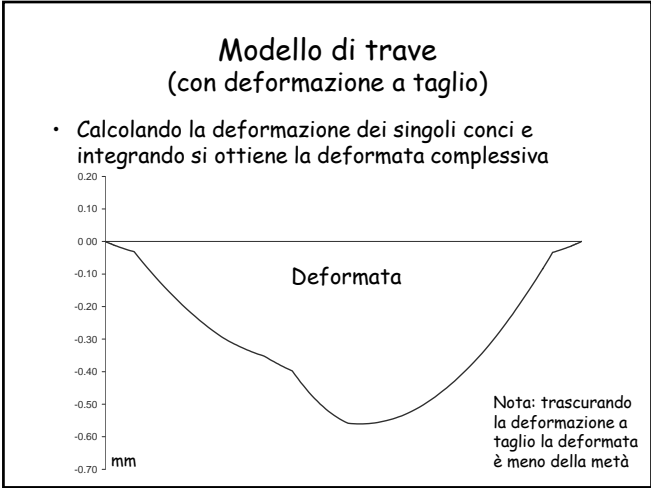 Modello di trave
(con deformazione a taglio)
• Calcolando la deformazione dei singoli conci e
integrando si ottiene la deformata complessiva
0.20
0.10
0 00
-0.10
Deformata
-0.20
-0.30
-0.40
-0.50
-0.60
-0.70
mm
Nota: trascurando
la deformazione a
taglio la deformata
è meno della metà